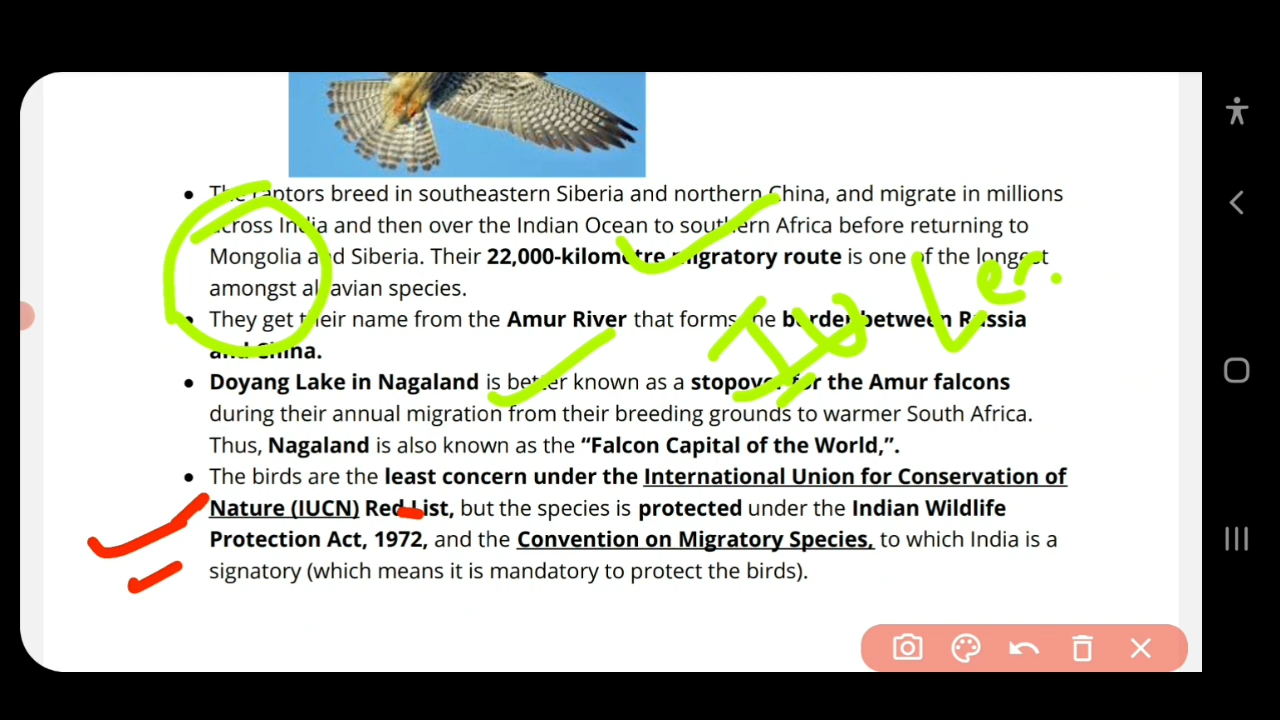 The raptors breed in southeastern Siberia and northern China, and migrate in millions
across India and then over the Indian Ocean to southern Africa before returning to
Mongolia and Siberia. Their 22,000-kilometre migratory route is one of the longest
amongst all avian species.
They get their name from the Amur River that forms the border between Russia
and China.
Doyang Lake in Nagaland is better known as a stopover for the Amur falcons
during their annual migration from their breeding grounds to warmer South Africa.
Thus, Nagaland is also known as the “Falcon Capital of the World,”.
The birds are the least concern under the International Union for Conservation of
Nature (IUCN) Red List, but the species is protected under the Indian Wildlife
Protection Act, 1972, and the Convention on Migratory Species, to which India is a
signatory (which means it is mandatory to protect the birds).